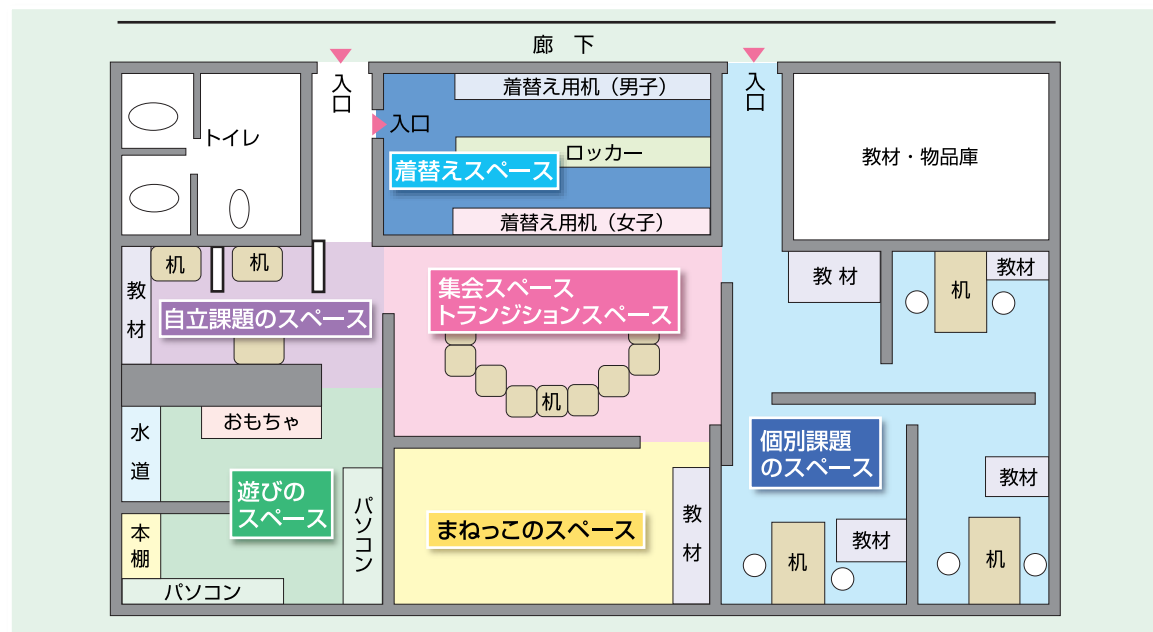 廊　下
入口
入口
トイレ
入口
着替え用机（男子）
ロッカー
着替えスペース
着替え用机（女子）
教材・物品庫
机
机
教材
自立課題のスペース
集会スペース
トランジションスペース
机
教材
教材
机
水道
おもちゃ
遊びの
スペース
パソコン
本棚
パソコン
まねっこのスペース
教材
個別課題
のスペース
教材
机
教材
机